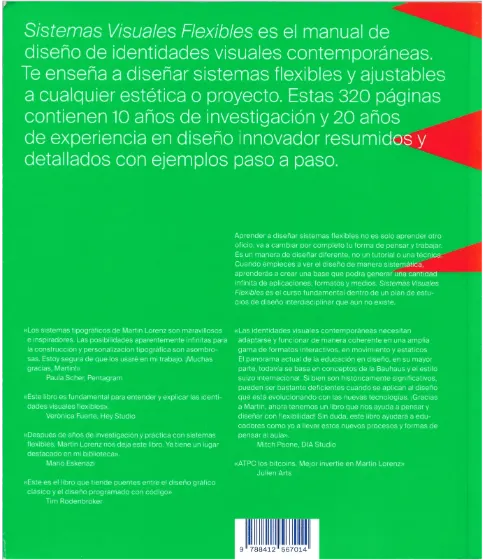 Sistemas Visuales Flexibles es el manual de
diseño de identidades visuales contemporáneas.
Te enseña a diseñar sistemas flexibles y ajustables
a cualquier estética o proyecto. Estas 320 páginas
contienen 10 años de investigación y 20 años
de experiencia en diseño innovador resumidos y
detallados con ejemplos paso a paso.
Aprender a diseñar sistemas flexibles no es solo aprender otro
oficio, va a cambiar por completo tu forma de pensar y trabajar.
Es un manera de diseñar diferente, no un tutorial o una técnica.
Cuando empieces a ver el diseño de manera sistemática,
aprenderás a crear una base que podrá generar una cantidad
infinita de aplicaciones, formatos y medios. Sistemas Visuales
Flexibles es el curso fundamental dentro de un plan de estu-
dios de diseño interdisciplinar que aún no existe.
«Los sistemas tipográficos de Martin Lorenz son maravillosos
e inspiradores. Las posibilidades aparentemente infinitas para
la construcción y personalización tipográfica son asombro-
sas. Estoy segura de que los usaré en mi trabajo. ¡Muchas
gracias, Martin!»
Paula Scher, Pentagram
«Este libro es fundamental para entender y explicar las identi-
dades visuales flexibles».
Verònica Fuerte, Hey Studio
«Después de años de investigación y práctica con sistemas
flexibles, Martin Lorenz nos deja este libro. Ya tiene un lugar
destacado en mi biblioteca».
Mario Eskenazi
«Este es el libro que tiende puentes entre el diseño gráfico
clásico y el diseño programado con código».
Tim Rodenbroker
«Las identidades visuales contemporáneas necesitan
adaptarse y funcionar de manera coherente en una amplia
gama de formatos interactivos, en movimiento y estáticos.
El panorama actual de la educación en diseño, en su mayor
parte, todavía se basa en conceptos de la Bauhaus y el estilo
suizo internacional. Si bien son históricamente significativos,
pueden ser bastante deficientes cuando se aplican al diseño
que está evolucionando con las nuevas tecnologías. ¡Gracias
a Martin, ahora tenemos un libro que nos ayuda a pensar y
diseñar con flexibilidad! Sin duda, este libro ayudará a edu-
cadores como yo a llevar estos nuevos procesos y formas de
pensar al aula».
Mitch Paone, DIA Studio
«ATPC los bitcoins. Mejor invertir en Martin Lorenz»
Julien Arts
9 788412 567014